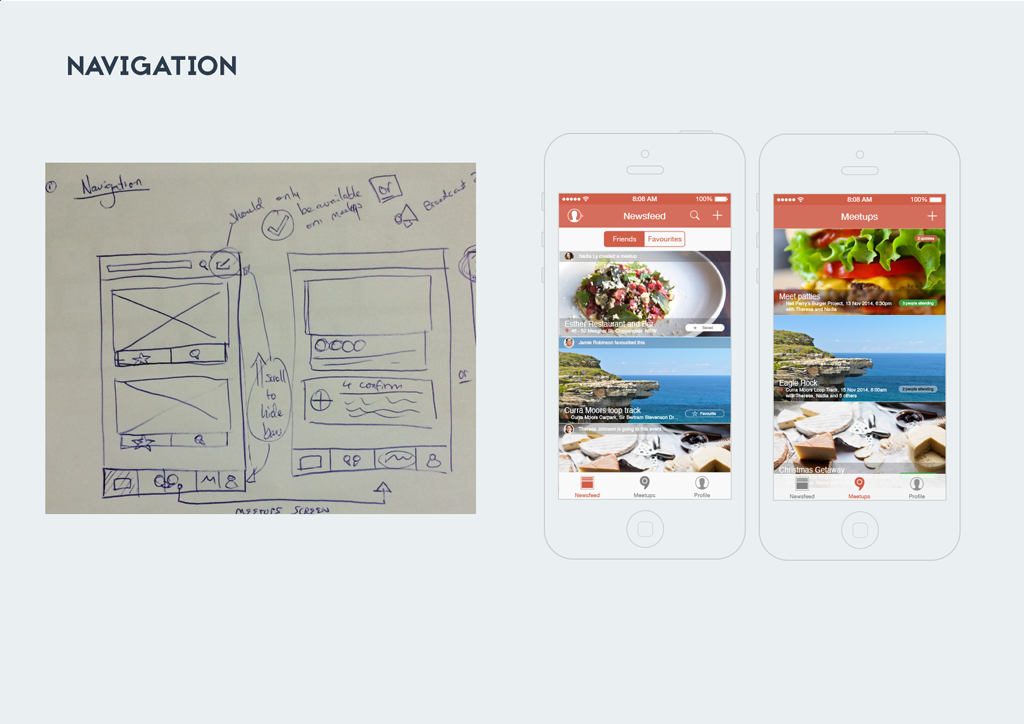 NAVIGATION
① Navigation
Should only
be available
on meetups
or
Broadcast ?
4 confirm
Scroll
to
hide
bar
or
MEETUPS SCREEN
8:08 AM 100%
Newsfeed
Friends Favourites
Nadia Ly created a meetup
Esther Restaurant and Bar
Saved
Jamie Robinson favourited this
Curra Moors loop track
Curra Moors Carpark, Sir Bertram Stevenson Dr...
Favourite
Theresa Johnson is going to this event
Newsfeed Meetups Profile
8:08 AM 100%
Meetups
Meet patties
Neil Perry's Burger Project, 13 Nov 2014, 6:30pm
with Theresa and Nadia
3 people attending
Eagle Rock
Curra Moors Loop Track, 15 Nov 2014, 8:00am
with Theresa, Nadia and 5 others
Christmas Getaway
Newsfeed Meetups Profile